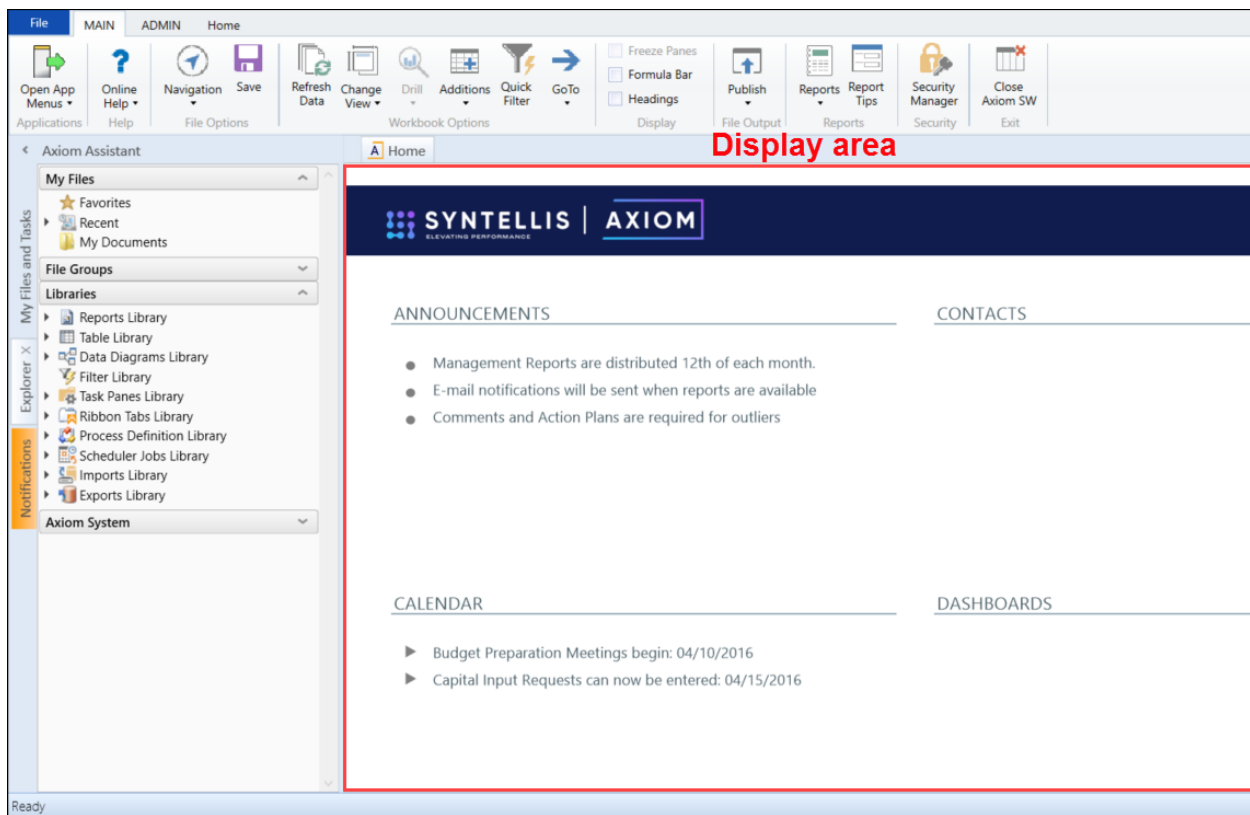 File MAIN ADMIN Home
Open App Menus
Online Help
Navigation
Save
Refresh Data
Change View
Drill
Additions
Quick Filter
GoTo
Freeze Panes
Formula Bar
Headings
Publish
Reports
Report Tips
Security Manager
Close Axiom SW
Applications Help File Options Workbook Options Display File Output Reports Security Exit
Axiom Assistant
A Home
Display area
My Files and Tasks
Explorer
Notifications
My Files
Favorites
Recent
My Documents
File Groups
Libraries
Reports Library
Table Library
Data Diagrams Library
Filter Library
Task Panes Library
Ribbon Tabs Library
Process Definition Library
Scheduler Jobs Library
Imports Library
Exports Library
Axiom System
SYNTELLIS | AXIOM
ELEVATING PERFORMANCE
ANNOUNCEMENTS
Management Reports are distributed 12th of each month.
E-mail notifications will be sent when reports are available
Comments and Action Plans are required for outliers
CONTACTS
CALENDAR
Budget Preparation Meetings begin: 04/10/2016
Capital Input Requests can now be entered: 04/15/2016
DASHBOARDS
Ready